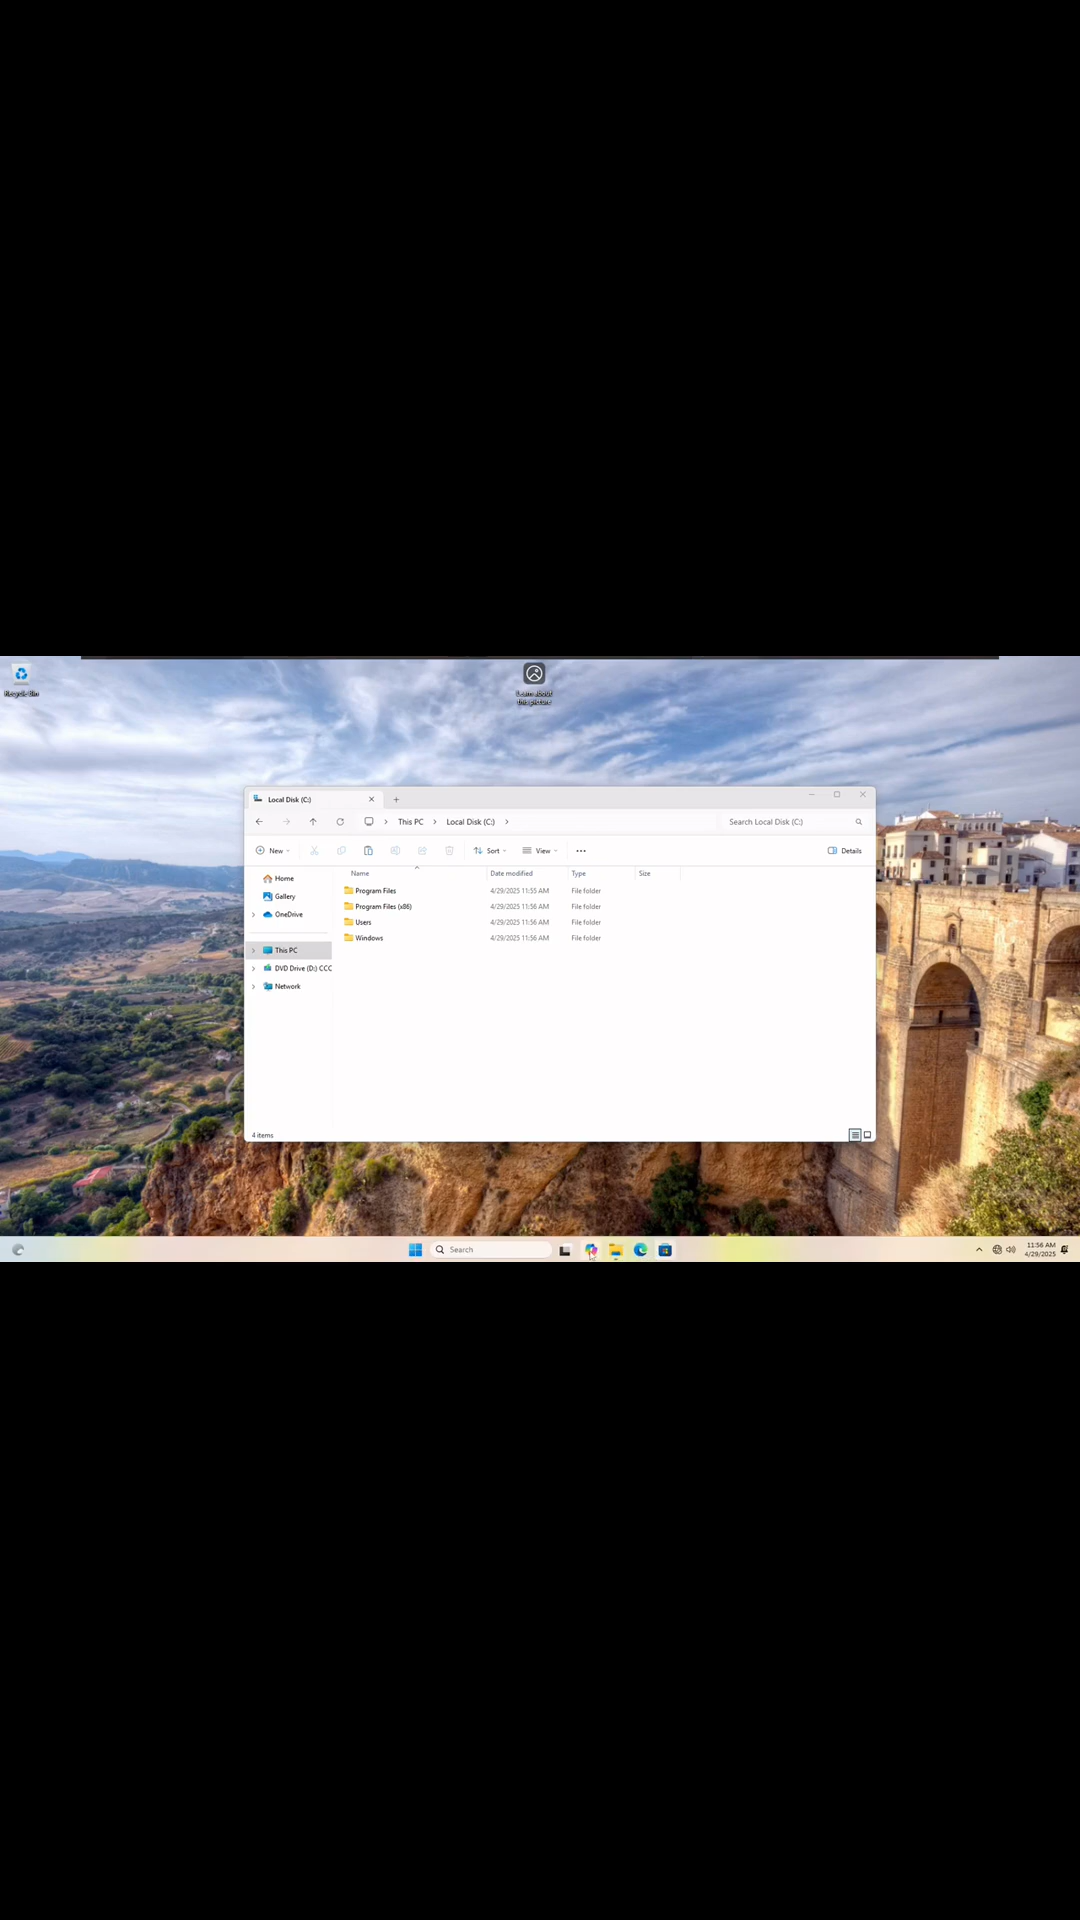 Recycle Bin
Learn about
this picture
Local Disk (C:)
This PC
Local Disk (C:)
Search Local Disk (C:)
New
Sort
View
Details
Name
Date modified
Type
Size
Home
Gallery
OneDrive
This PC
DVD Drive (D:) CCC
Network
Program Files
4/29/2025 11:55 AM
File folder
Program Files (x86)
4/29/2025 11:56 AM
File folder
Users
4/29/2025 11:56 AM
File folder
Windows
4/29/2025 11:56 AM
File folder
4 items
Search
11:56 AM
4/29/2025